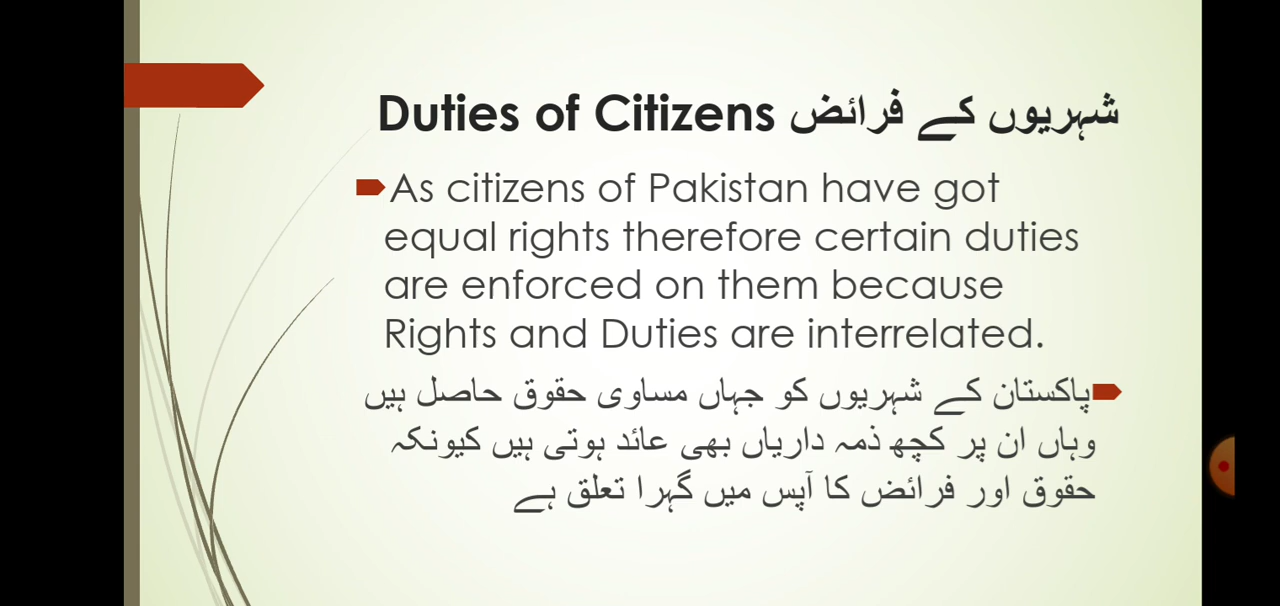 Duties of Citizens شہریوں کے فرائض
As citizens of Pakistan have got
equal rights therefore certain duties
are enforced on them because
Rights and Duties are interrelated.
پاکستان کے شہریوں کو جہاں مساوی حقوق حاصل ہیں
وہاں ان پر کچھ ذمہ داریاں بھی عائد ہوتی ہیں کیونکہ
حقوق اور فرائض کا آپس میں گہرا تعلق ہے